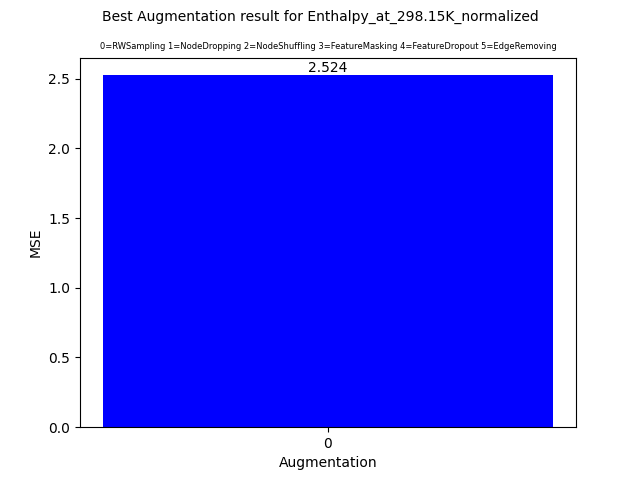 Best Augmentation result for Enthalpy_at_298.15K_normalized
0=RWSampling 1=NodeDropping 2=NodeShuffling 3=FeatureMasking 4=FeatureDropout 5=EdgeRemoving
2.524
2.5
2.0
1.5
1.0
0.5
0.0
MSE
0
Augmentation